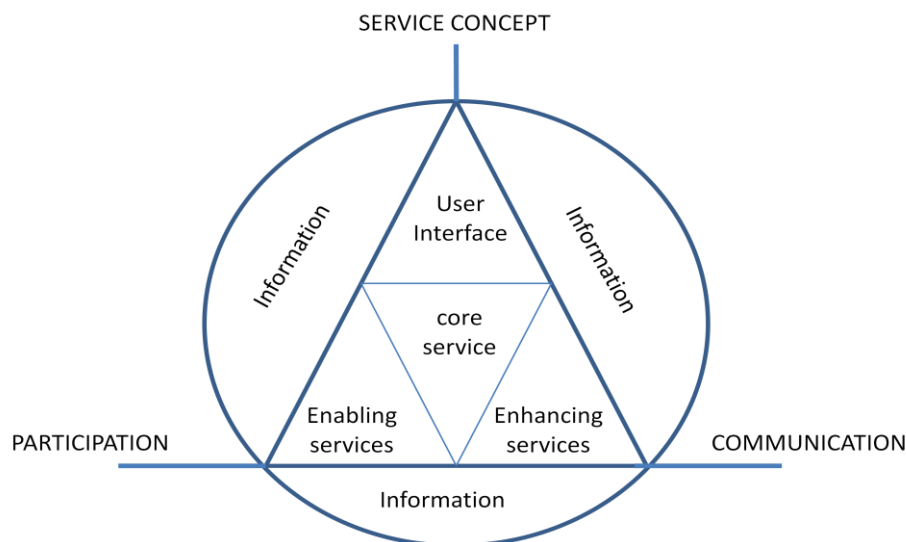 SERVICE CONCEPT
User
Interface
Information
Information
core
service
Enabling
services
Enhancing
services
PARTICIPATION
COMMUNICATION
Information